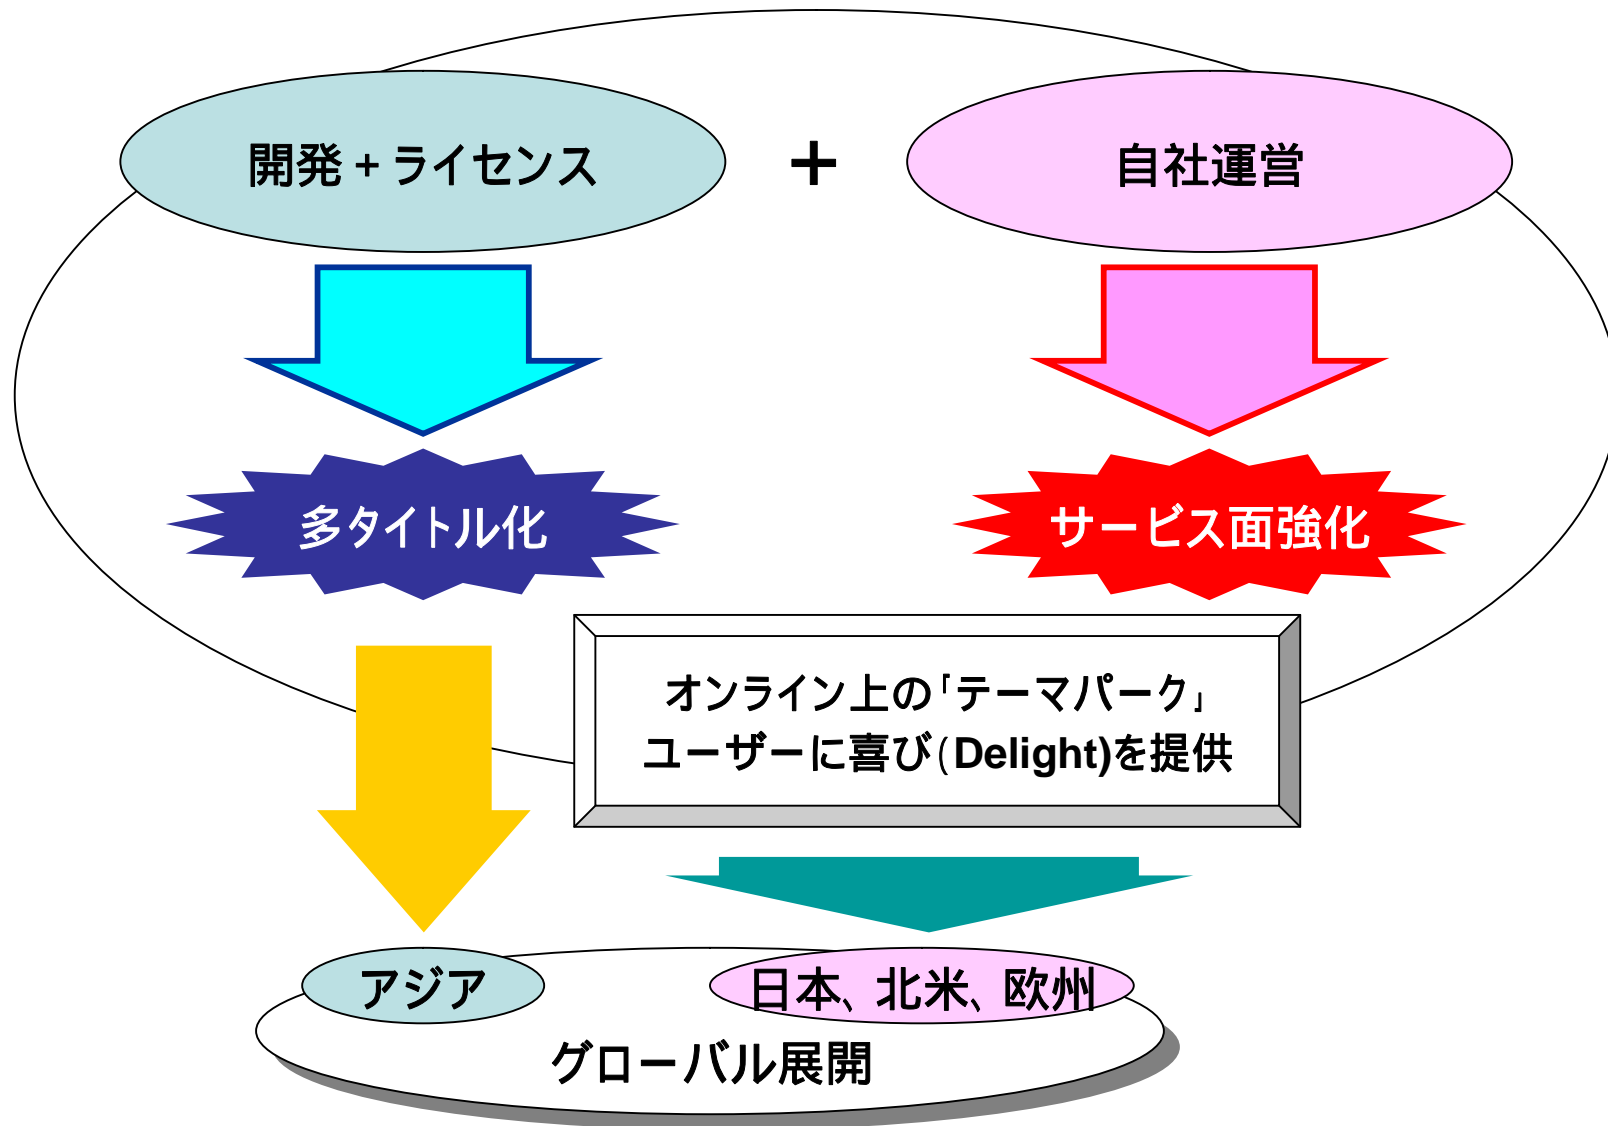 開発+ライセンス
+
自社運営
多タイトル化
サービス面強化
オンライン上の「テーマパーク」
ユーザーに喜び(Delight)を提供
アジア
日本、北米、欧州
グローバル展開